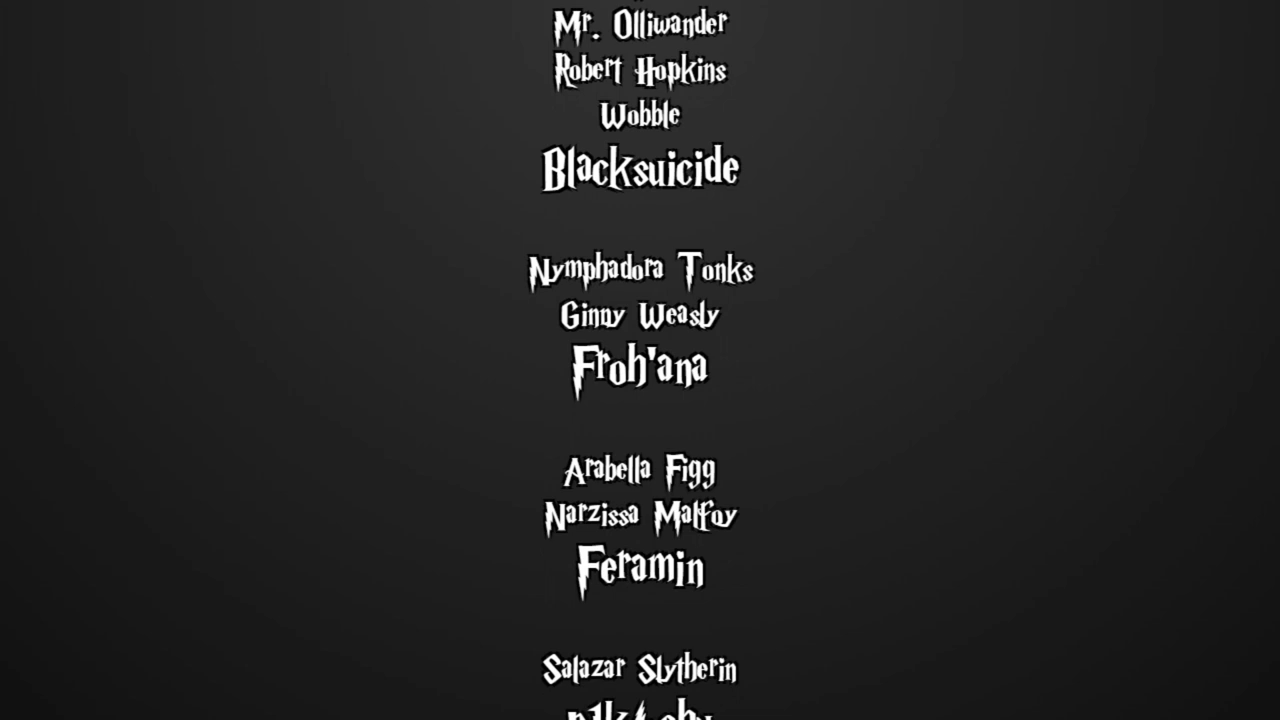 Mr. Olliwander
Robert Hopkins
Wobble
Blacksuicide
Nymphadora Tonks
Ginny Weasly
Froh'ana
Arabella Figg
Narzissa Malfoy
Feramin
Salazar Slytherin